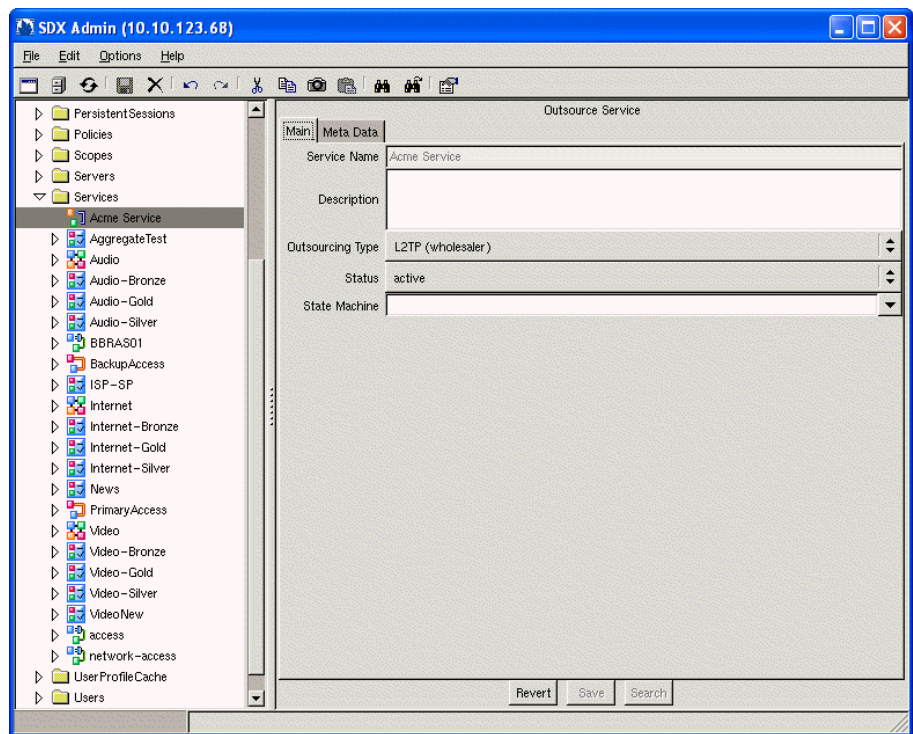 SDX Admin (10.10.123.68)
File Edit Options Help
PersistentSessions
Policies
Scopes
Servers
Services
Acme Service
AggregateTest
Audio
Audio-Bronze
Audio-Gold
Audio-Silver
BBRAS01
BackupAccess
ISP-SP
Internet
Internet-Bronze
Internet-Gold
Internet-Silver
News
PrimaryAccess
Video
Video-Bronze
Video-Gold
Video-Silver
VideoNew
access
network-access
UserProfileCache
Users
Outsource Service
Main Meta Data
Service Name Acme Service
Description
Outsourcing Type L2TP (wholesaler)
Status active
State Machine
Revert Save Search